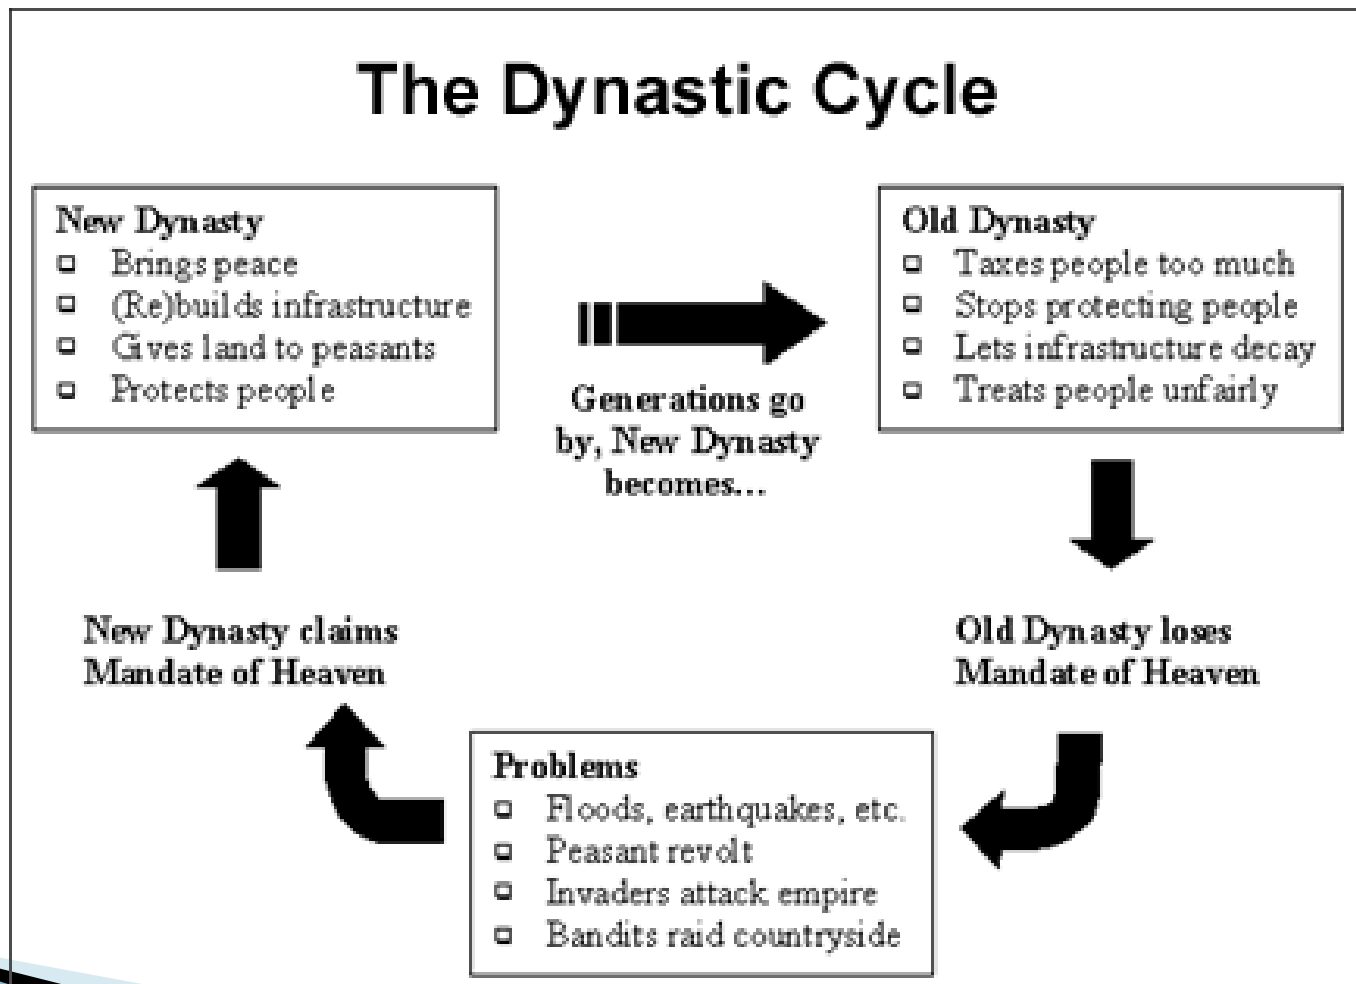 The Dynastic Cycle
New Dynasty
❑ Brings peace
❑ (Re)builds infrastructure
❑ Gives land to peasants
❑ Protects people
Generations go
by, New Dynasty
becomes...
Old Dynasty
❑ Taxes people too much
❑ Stops protecting people
❑ Lets infrastructure decay
❑ Treats people unfairly
Old Dynasty loses
Mandate of Heaven
Problems
❑ Floods, earthquakes, etc.
❑ Peasant revolt
❑ Invaders attack empire
❑ Bandits raid countryside
New Dynasty claims
Mandate of Heaven